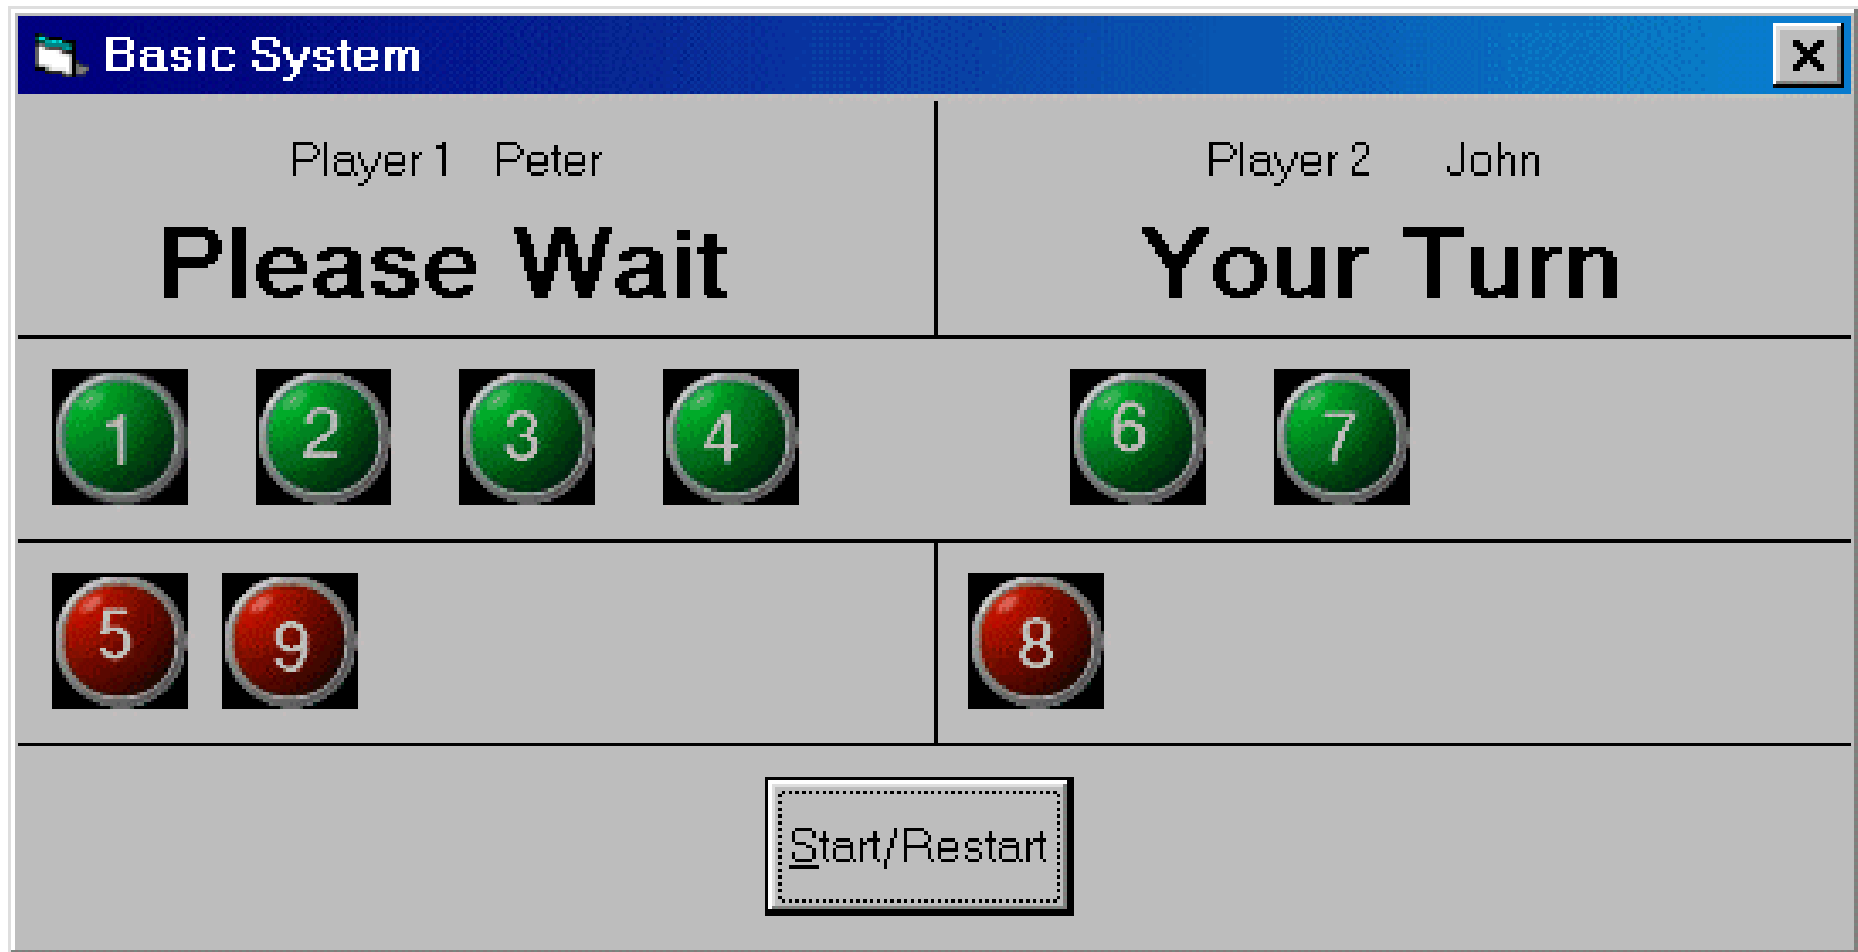 Basic System
Player 1 Peter Player 2 John
Please Wait Your Turn
1 2 3 4 6 7
5 9 8
Start/Restart